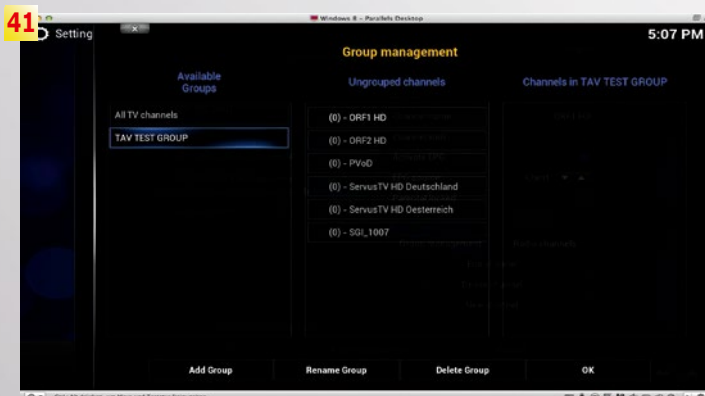 41
Windows 8 - Parallels Desktop
Setting
5:07 PM
Group management
Available
Groups
Ungrouped channels
Channels in TAV TEST GROUP
All TV channels
TAV TEST GROUP
(0) - ORF1 HD
(0) - ORF2 HD
(0) - PVoD
(0) - ServusTV HD Deutschland
(0) - ServusTV HD Oesterreich
(0) - SGI_1007
Add Group
Rename Group
Delete Group
OK